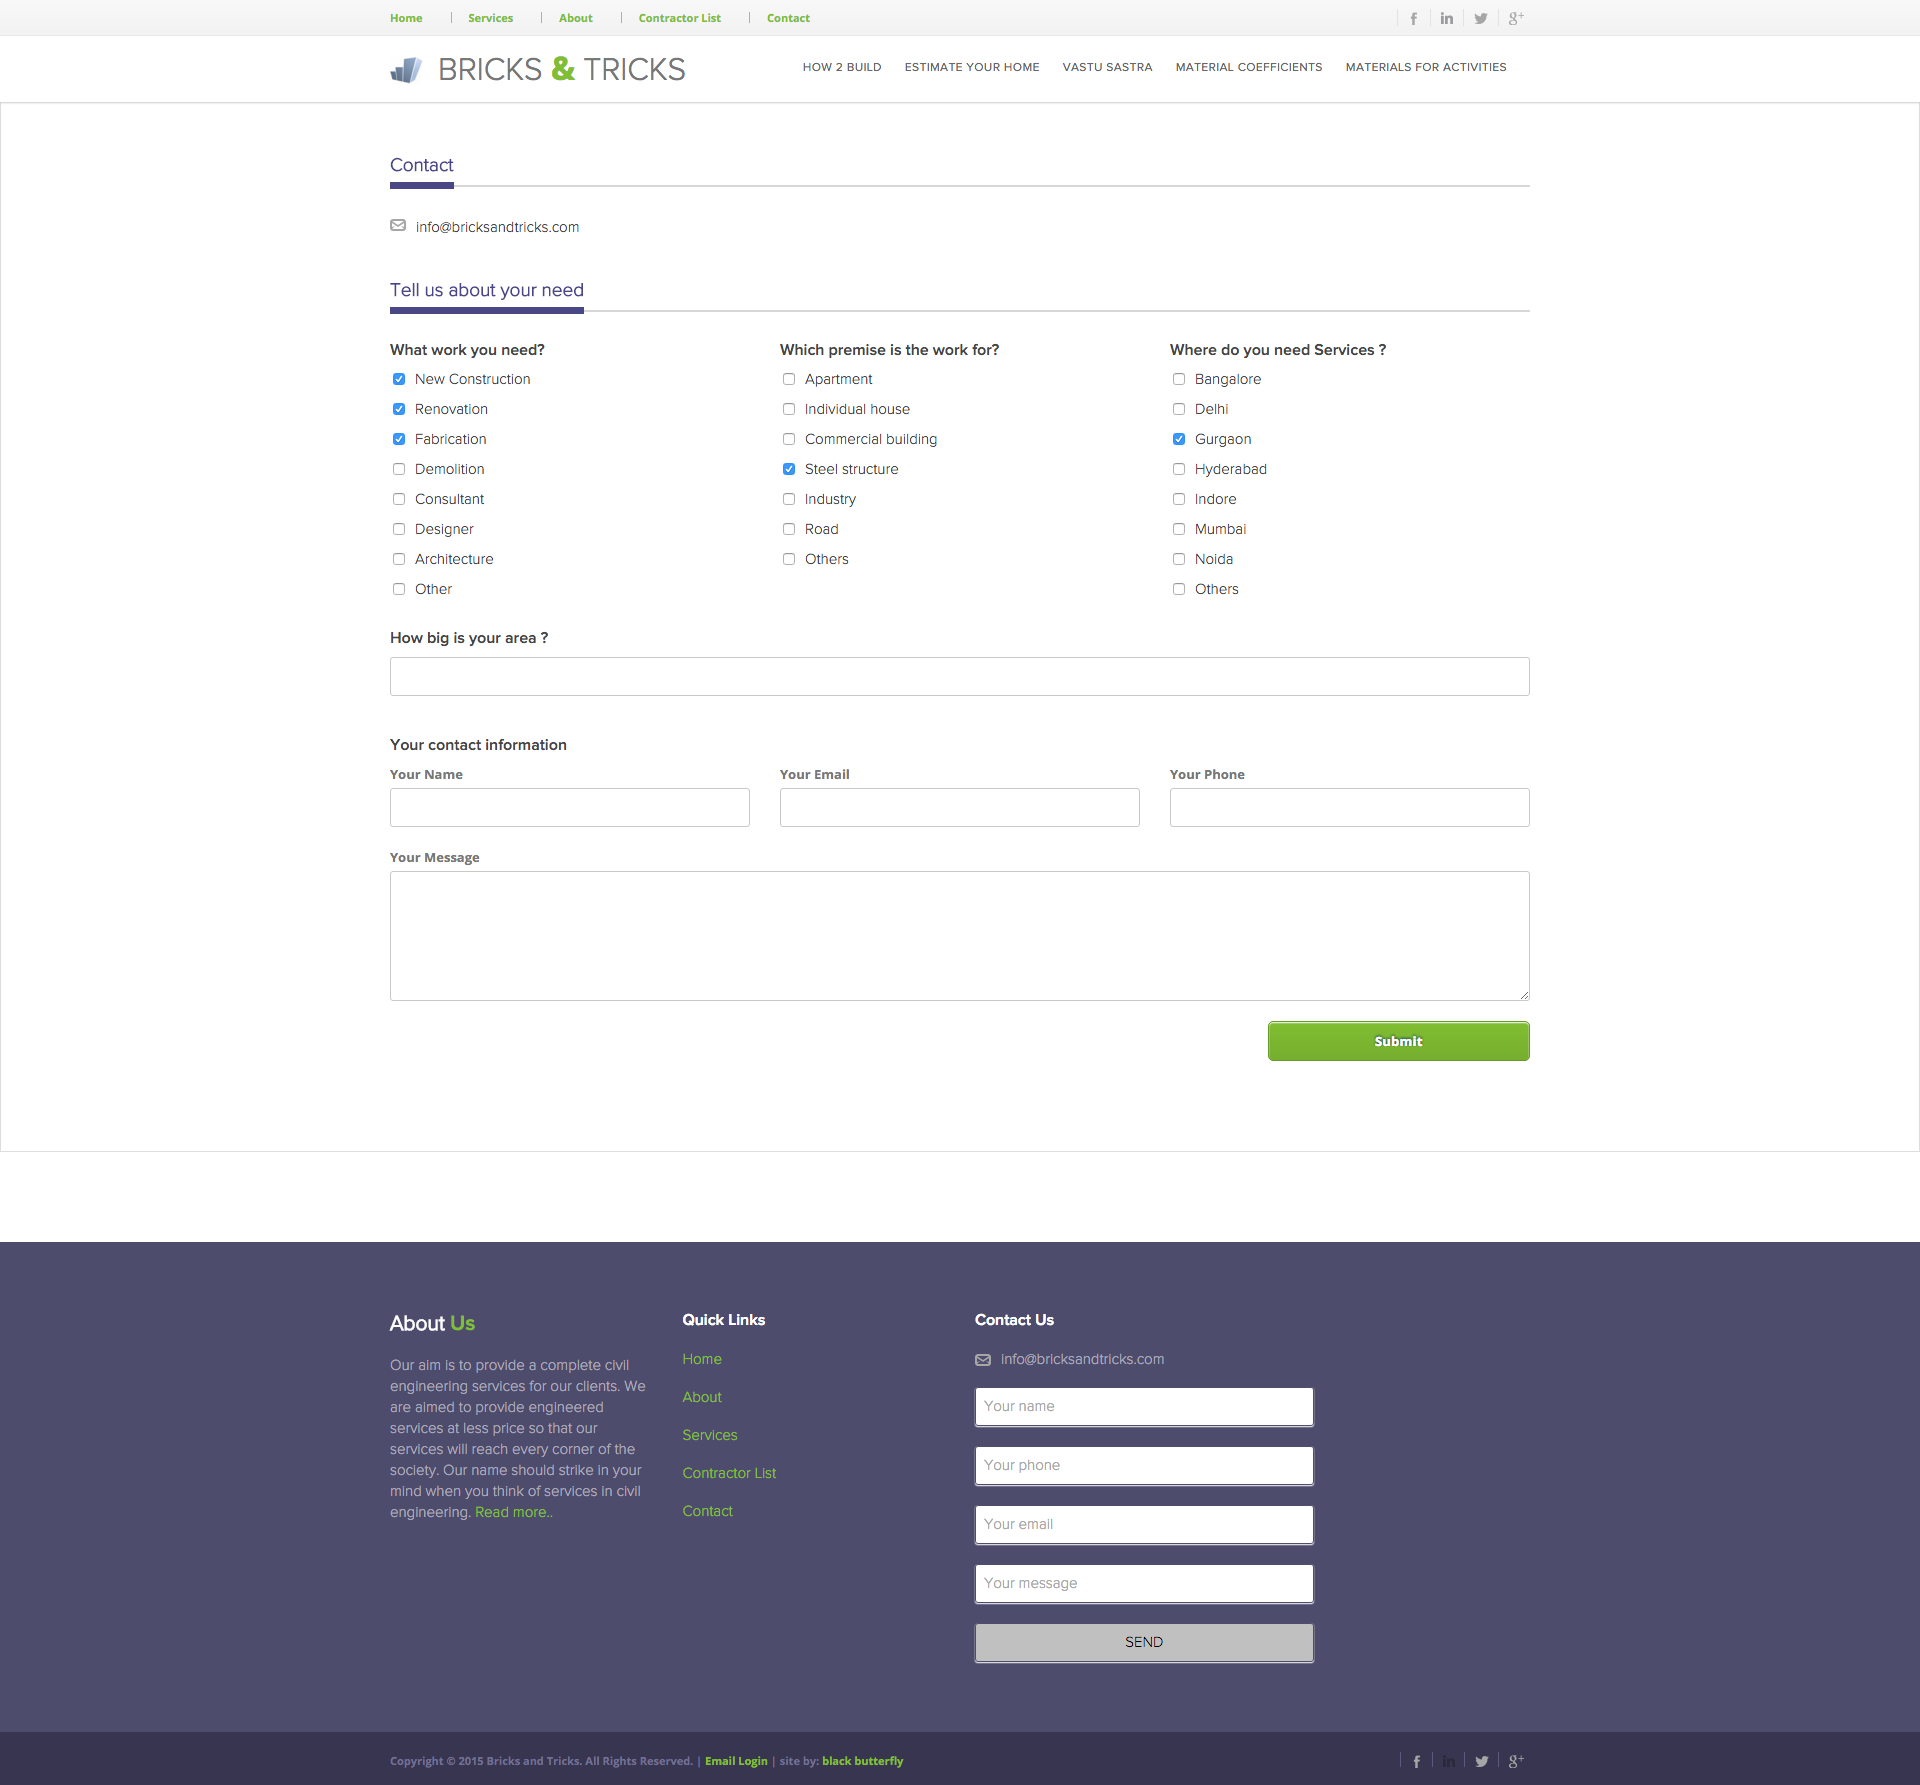 Home | Services | About | Contractor List | Contact
BRICKS & TRICKS
HOW 2 BUILD ESTIMATE YOUR HOME VASTU SASTRA MATERIAL COEFFICIENTS MATERIALS FOR ACTIVITIES
Contact
info@bricksandtricks.com
Tell us about your need
What work you need?
New Construction
Renovation
Fabrication
Demolition
Consultant
Designer
Architecture
Other
Which premise is the work for?
Apartment
Individual house
Commercial building
Steel structure
Industry
Road
Others
Where do you need Services ?
Bangalore
Delhi
Gurgaon
Hyderabad
Indore
Mumbai
Noida
Others
How big is your area ?
Your contact information
Your Name
Your Email
Your Phone
Your Message
Submit
About Us
Our aim is to provide a complete civil
engineering services for our clients. We
are aimed to provide engineered
services at less price so that our
services will reach every corner of the
society. Our name should strike in your
mind when you think of services in civil
engineering. Read more..
Quick Links
Home
About
Services
Contractor List
Contact
Contact Us
info@bricksandtricks.com
Your name
Your phone
Your email
Your message
SEND
Copyright © 2015 Bricks and Tricks. All Rights Reserved. | Email Login | site by: black butterfly